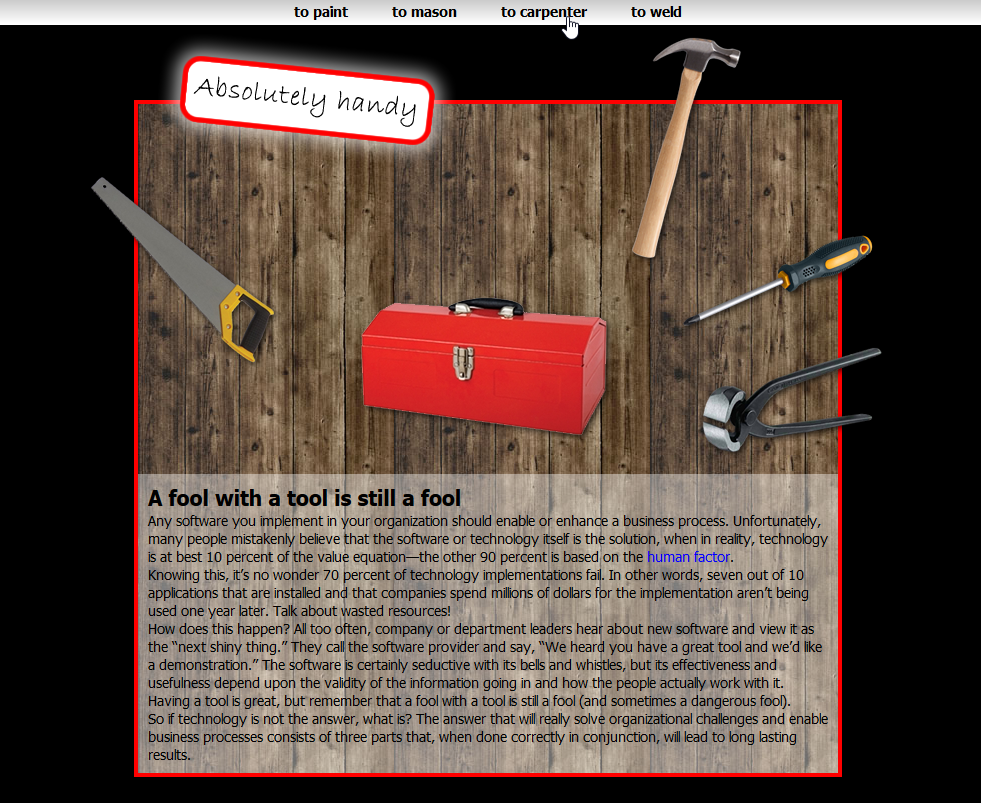 to paint to mason to carpenter to weld
Absolutely handy
A fool with a tool is still a fool
Any software you implement in your organization should enable or enhance a business process. Unfortunately,
many people mistakenly believe that the software or technology itself is the solution, when in reality, technology
is at best 10 percent of the value equation—the other 90 percent is based on the human factor.
Knowing this, it’s no wonder 70 percent of technology implementations fail. In other words, seven out of 10
applications that are installed and that companies spend millions of dollars for the implementation aren’t being
used one year later. Talk about wasted resources!
How does this happen? All too often, company or department leaders hear about new software and view it as
the “next shiny thing.” They call the software provider and say, “We heard you have a great tool and we’d like
a demonstration.” The software is certainly seductive with its bells and whistles, but its effectiveness and
usefulness depend upon the validity of the information going in and how the people actually work with it.
Having a tool is great, but remember that a fool with a tool is still a fool (and sometimes a dangerous fool).
So if technology is not the answer, what is? The answer that will really solve organizational challenges and enable
business processes consists of three parts that, when done correctly in conjunction, will lead to long lasting
results.